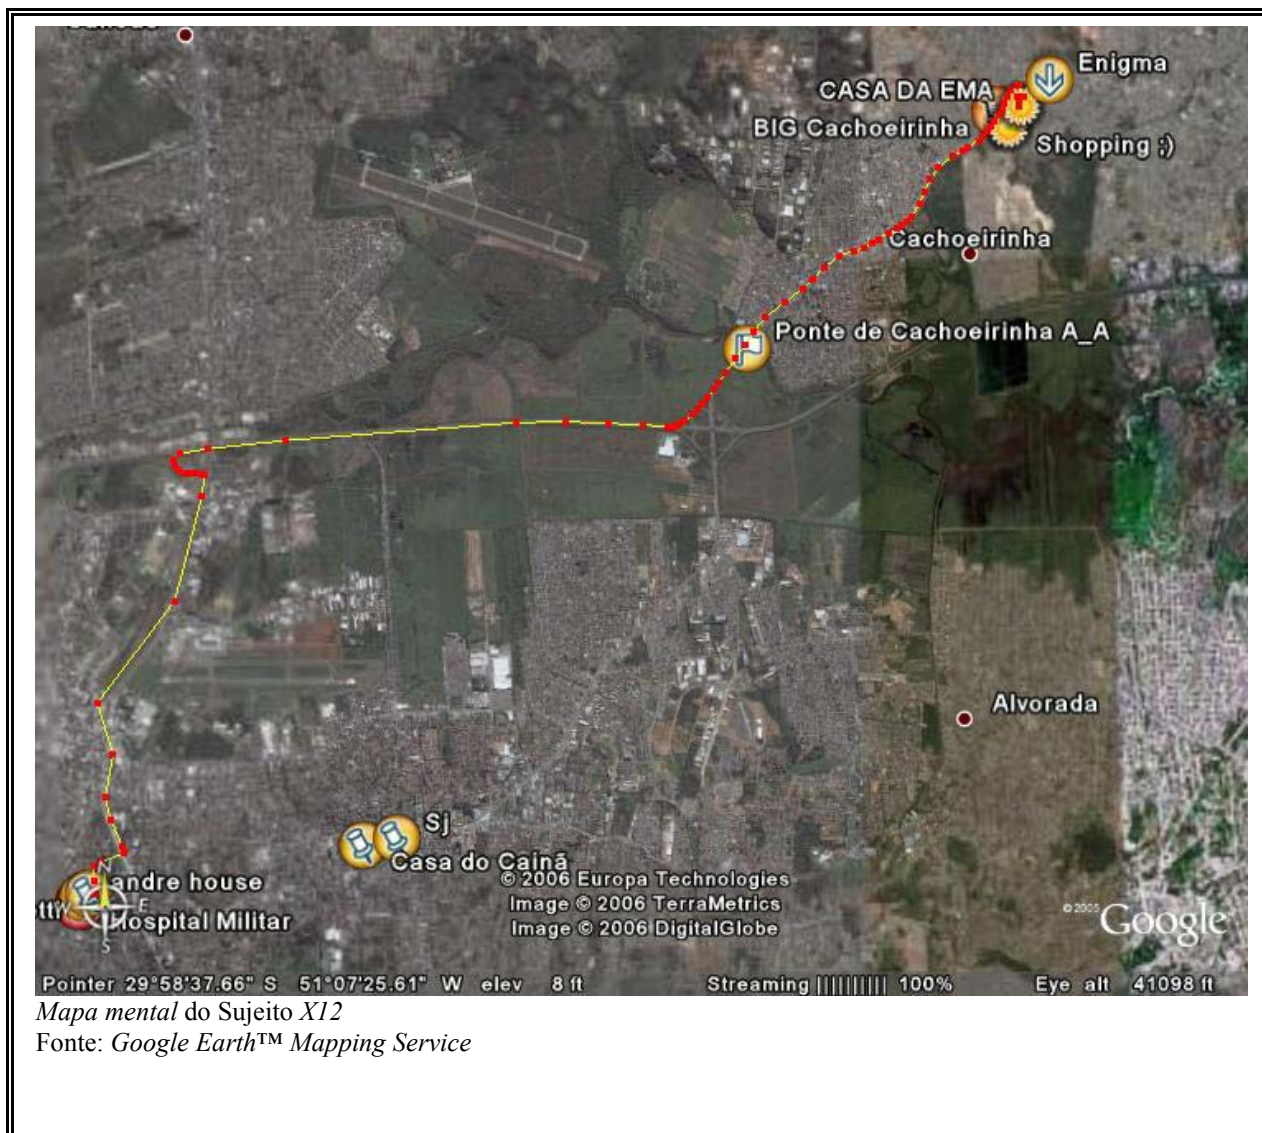 Enigma
CASA DA EMA
BIG Cachoeirinha
Shopping ;)
Cachoeirinha
Ponte de Cachoeirinha A_A
Alvorada
Sj
Casa do Cainã
andre house
N
W
E
S
Hospital Militar
© 2006 Europa Technologies
Image © 2006 TerraMetrics
Image © 2006 DigitalGlobe
© 2005 Google
Pointer 29°58'37.66" S 51°07'25.61" W elev 8 ft Streaming |||||||||| 100% Eye alt 41098 ft
Mapa mental do Sujeito X12
Fonte: Google Earth™ Mapping Service